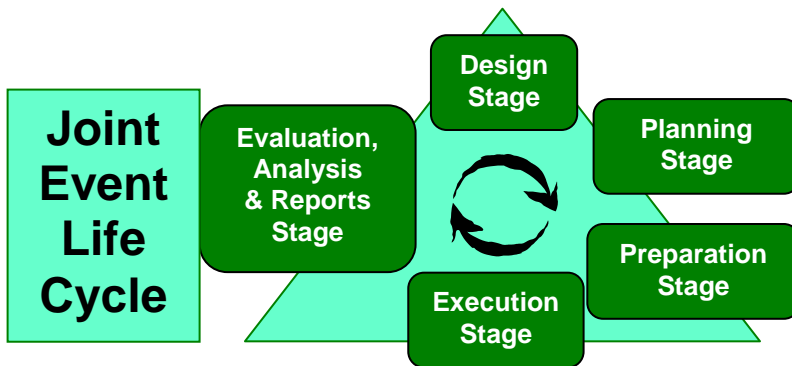 Joint
Event
Life
Cycle
Evaluation,
Analysis
& Reports
Stage
Design
Stage
Planning
Stage
Preparation
Stage
Execution
Stage